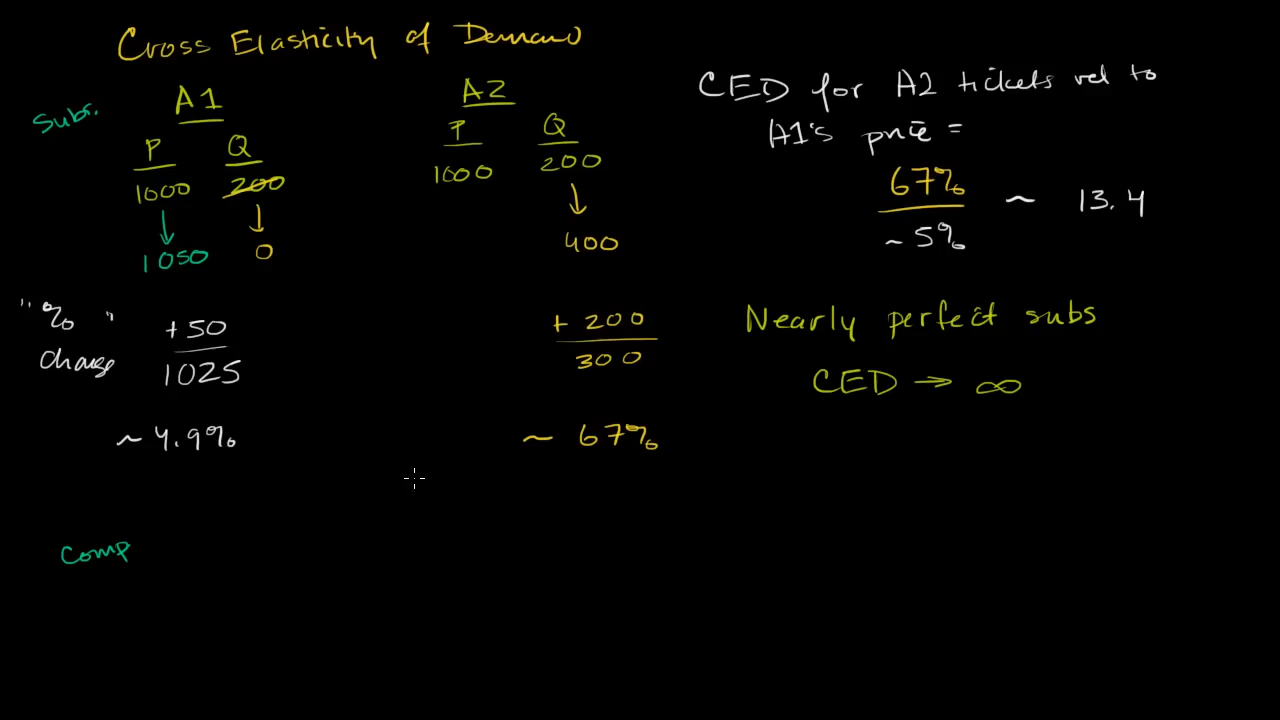 Cross Elasticity of Demand
Subs.
A1
P Q
1000 200
1050 0
"%"
change
+50
1025
~ 4.9%
A2
P Q
1000 200
400
+ 200
300
~ 67%
CED for A2 tickets rel to
A1's price =
67%
~ 5%
~ 13.4
Nearly perfect subs
CED → ∞
Comp